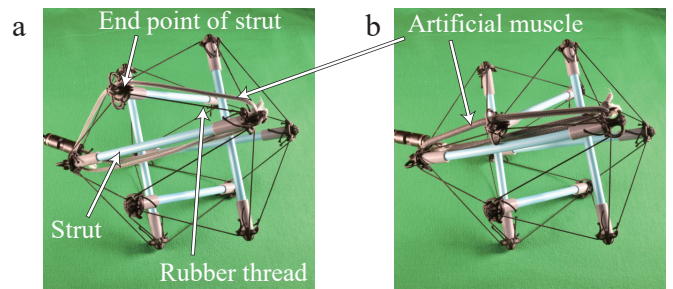 a
End point of strut
b
Artificial muscle
Strut
Rubber thread